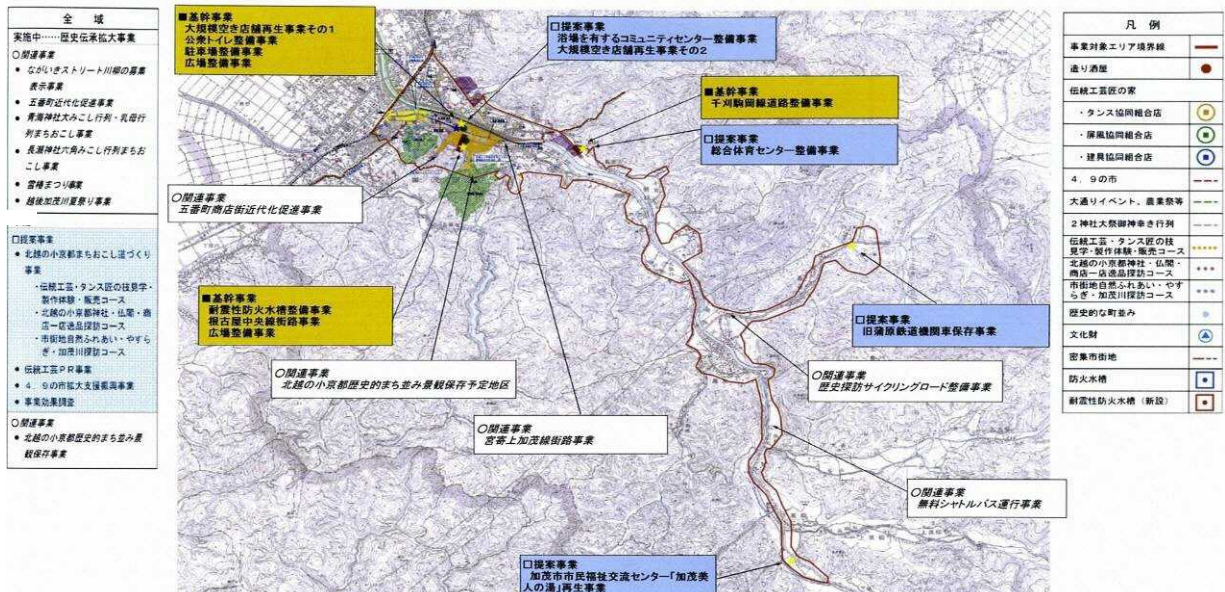 全 域
実施中……歴史伝承拡大事業
○関連事業
● ながいきストリート川柳の募集
表示事業
● 五番町近代化促進事業
● 青海神社大みこし行列・乳母行
列まちおこし事業
● 長瀬神社六角みこし行列まちお
こし事業
● 雪椿まつり事業
● 越後加茂川夏祭り事業
□提案事業
● 北越の小京都まちおこし道づくり
事業
・伝統工芸・タンス匠の技見学・
製作体験・販売コース
・北越の小京都神社・仏閣・商
店一店逸品探訪コース
・市街地自然ふれあい・やすら
ぎ・加茂川探訪コース
● 伝統工芸PR事業
● 4、9の市拡大支援振興事業
● 事業効果調査
○関連事業
● 北越の小京都歴史的まち並み景
観保存事業
■基幹事業
大規模空き店舗再生事業その1
公衆トイレ整備事業
駐車場整備事業
広場整備事業
□提案事業
浴場を有するコミュニティセンター整備事業
大規模空き店舗再生事業その2
■基幹事業
千刈駒岡線道路整備事業
□提案事業
総合体育センター整備事業
○関連事業
五番町商店街近代化促進事業
■基幹事業
耐震性防火水槽整備事業
根古屋中央線街路事業
広場整備事業
□提案事業
旧蒲原鉄道機関車保存事業
○関連事業
北越の小京都歴史的まち並み景観保存予定地区
○関連事業
歴史探訪サイクリングロード整備事業
○関連事業
宮寄上加茂線街路事業
○関連事業
無料シャトルバス運行事業
□提案事業
加茂市市民福祉交流センター「加茂美
人の湯」再生事業
凡 例
事業対象エリア境界線
造り酒屋
伝統工芸匠の家
・タンス協同組合店
・屏風協同組合店
・建具協同組合店
4、9の市
大通りイベント、農業祭等
2神社大祭御神幸き行列
伝統工芸・タンス匠の技
見学・製作体験・販売コース
北越の小京都神社・仏閣・
商店一店逸品探訪コース
市街地自然ふれあい・やす
らぎ・加茂川探訪コース
歴史的な町並み
文化財
密集市街地
防火水槽
耐震性防火水槽(新設)